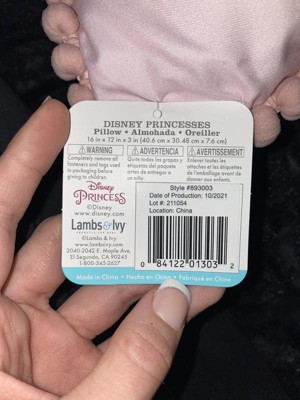 DISNEY PRINCESSES
Pillow • Almohada • Oreiller
16 in x 12 in x 3 in (40.6 cm x 30.48 cm x 7.6 cm)
⚠ WARNING
Completely remove all
fasteners and tags used
in packaging before
giving to children.
⚠ ADVERTENCIA
Quite todas las grapas y
etiquetas del paquete
antes de dárselo a
un niño.
⚠ AVERTISSEMENT
Enlever toutes les
attaches et les étiquettes
de l'emballage avant de
donner aux enfants.
Disney
PRINCESS
©Disney
www.disney.com
Lambs&Ivy
©Lambs & Ivy
www.lambsivy.com
2040-2042 E. Maple Ave,
El Segundo, CA 90245
1-800-345-2627
Style #893003
Date of Production: 10/2021
Lot #: 211054
Location: China
0 84122 01303 2
Made in China • Hecho en China • Fabriqué en Chine